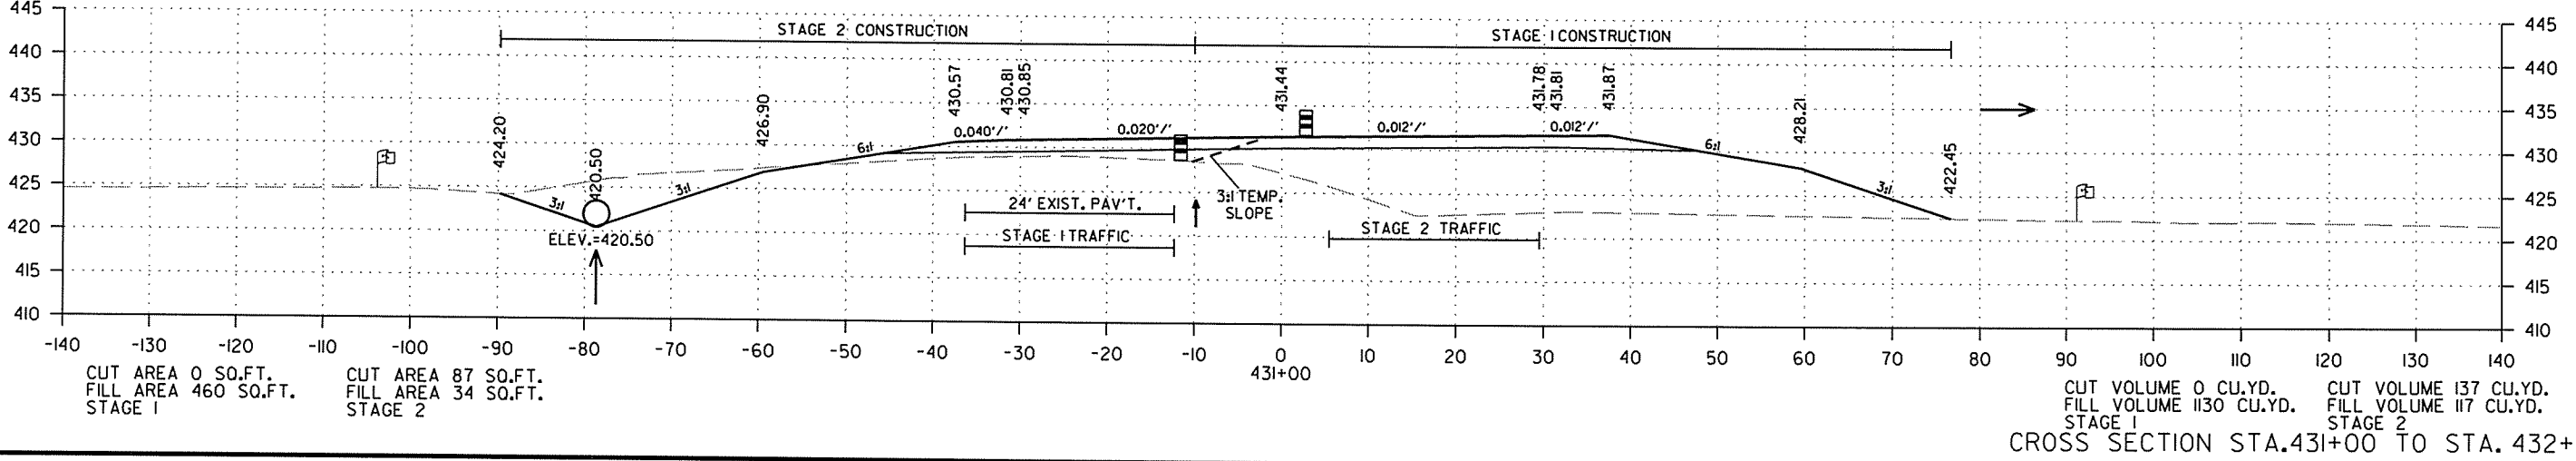 445
440
435
430
425
420
415
410
445
440
435
430
425
420
415
410
STAGE 2 CONSTRUCTION
STAGE 1 CONSTRUCTION
424.20
420.50
426.90
430.57
430.81
430.85
431.44
431.78
431.81
431.87
428.21
422.45
3:1
3:1
6:1
0.040'/'
0.020'/'
0.012'/'
0.012'/'
6:1
3:1
ELEV.=420.50
24' EXIST. PAV'T.
STAGE 1 TRAFFIC
3:1 TEMP.
SLOPE
STAGE 2 TRAFFIC
-140 -130 -120 -110 -100 -90 -80 -70 -60 -50 -40 -30 -20 -10 0 10 20 30 40 50 60 70 80 90 100 110 120 130 140
431+00
CUT AREA 0 SQ.FT.
FILL AREA 460 SQ.FT.
STAGE 1
CUT AREA 87 SQ.FT.
FILL AREA 34 SQ.FT.
STAGE 2
CUT VOLUME 0 CU.YD.
FILL VOLUME 1130 CU.YD.
STAGE 1
CUT VOLUME 137 CU.YD.
FILL VOLUME 117 CU.YD.
STAGE 2
CROSS SECTION STA.431+00 TO STA. 432+